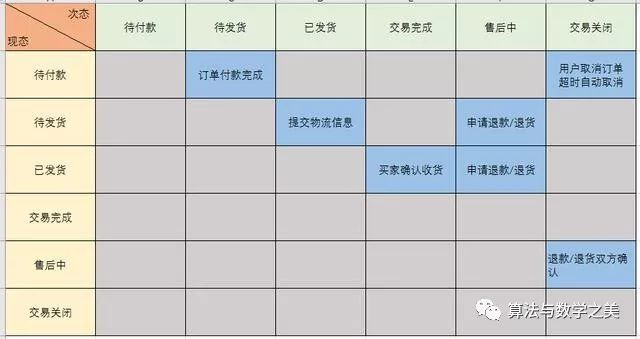 次态
现态
待付款
待发货
已发货
交易完成
售后中
交易关闭
待付款
订单付款完成
用户取消订单
超时自动取消
待发货
提交物流信息
申请退款/退货
已发货
买家确认收货
申请退款/退货
交易完成
售后中
退款/退货双方确
认
交易关闭
算法与数学之美